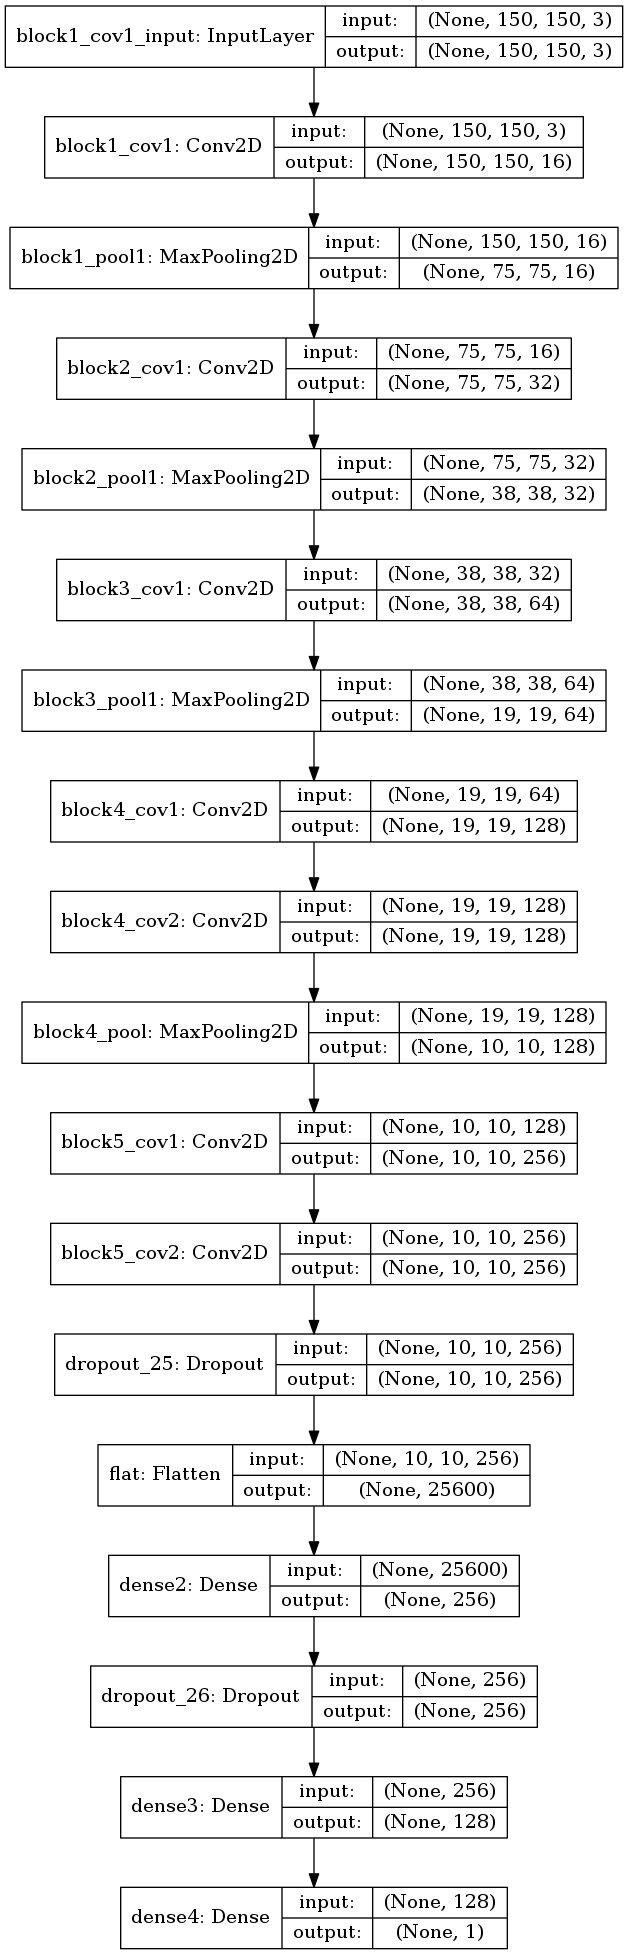 block1_cov1_input: InputLayer
input: (None, 150, 150, 3)
output: (None, 150, 150, 3)
block1_cov1: Conv2D
input: (None, 150, 150, 3)
output: (None, 150, 150, 16)
block1_pool1: MaxPooling2D
input: (None, 150, 150, 16)
output: (None, 75, 75, 16)
block2_cov1: Conv2D
input: (None, 75, 75, 16)
output: (None, 75, 75, 32)
block2_pool1: MaxPooling2D
input: (None, 75, 75, 32)
output: (None, 38, 38, 32)
block3_cov1: Conv2D
input: (None, 38, 38, 32)
output: (None, 38, 38, 64)
block3_pool1: MaxPooling2D
input: (None, 38, 38, 64)
output: (None, 19, 19, 64)
block4_cov1: Conv2D
input: (None, 19, 19, 64)
output: (None, 19, 19, 128)
block4_cov2: Conv2D
input: (None, 19, 19, 128)
output: (None, 19, 19, 128)
block4_pool: MaxPooling2D
input: (None, 19, 19, 128)
output: (None, 10, 10, 128)
block5_cov1: Conv2D
input: (None, 10, 10, 128)
output: (None, 10, 10, 256)
block5_cov2: Conv2D
input: (None, 10, 10, 256)
output: (None, 10, 10, 256)
dropout_25: Dropout
input: (None, 10, 10, 256)
output: (None, 10, 10, 256)
flat: Flatten
input: (None, 10, 10, 256)
output: (None, 25600)
dense2: Dense
input: (None, 25600)
output: (None, 256)
dropout_26: Dropout
input: (None, 256)
output: (None, 256)
dense3: Dense
input: (None, 256)
output: (None, 128)
dense4: Dense
input: (None, 128)
output: (None, 1)